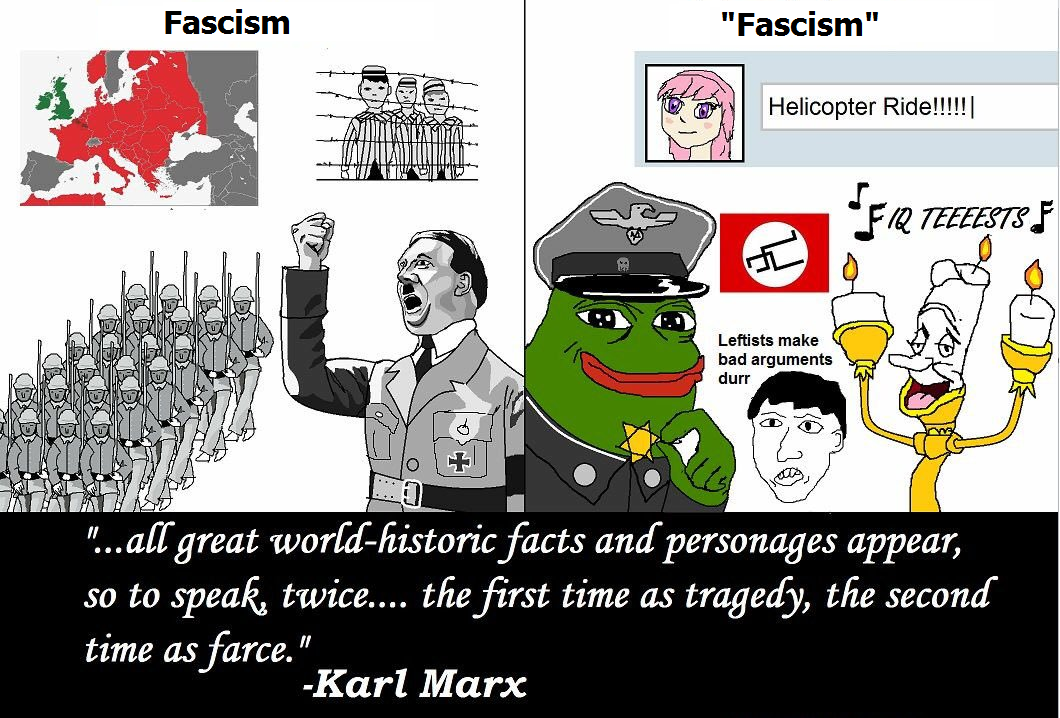 Fascism
"Fascism"
Helicopter Ride!!!!!
IQ TEEEESTS
Leftists make
bad arguments
durr
"...all great world-historic facts and personages appear,
so to speak, twice.... the first time as tragedy, the second
time as farce."
-Karl Marx